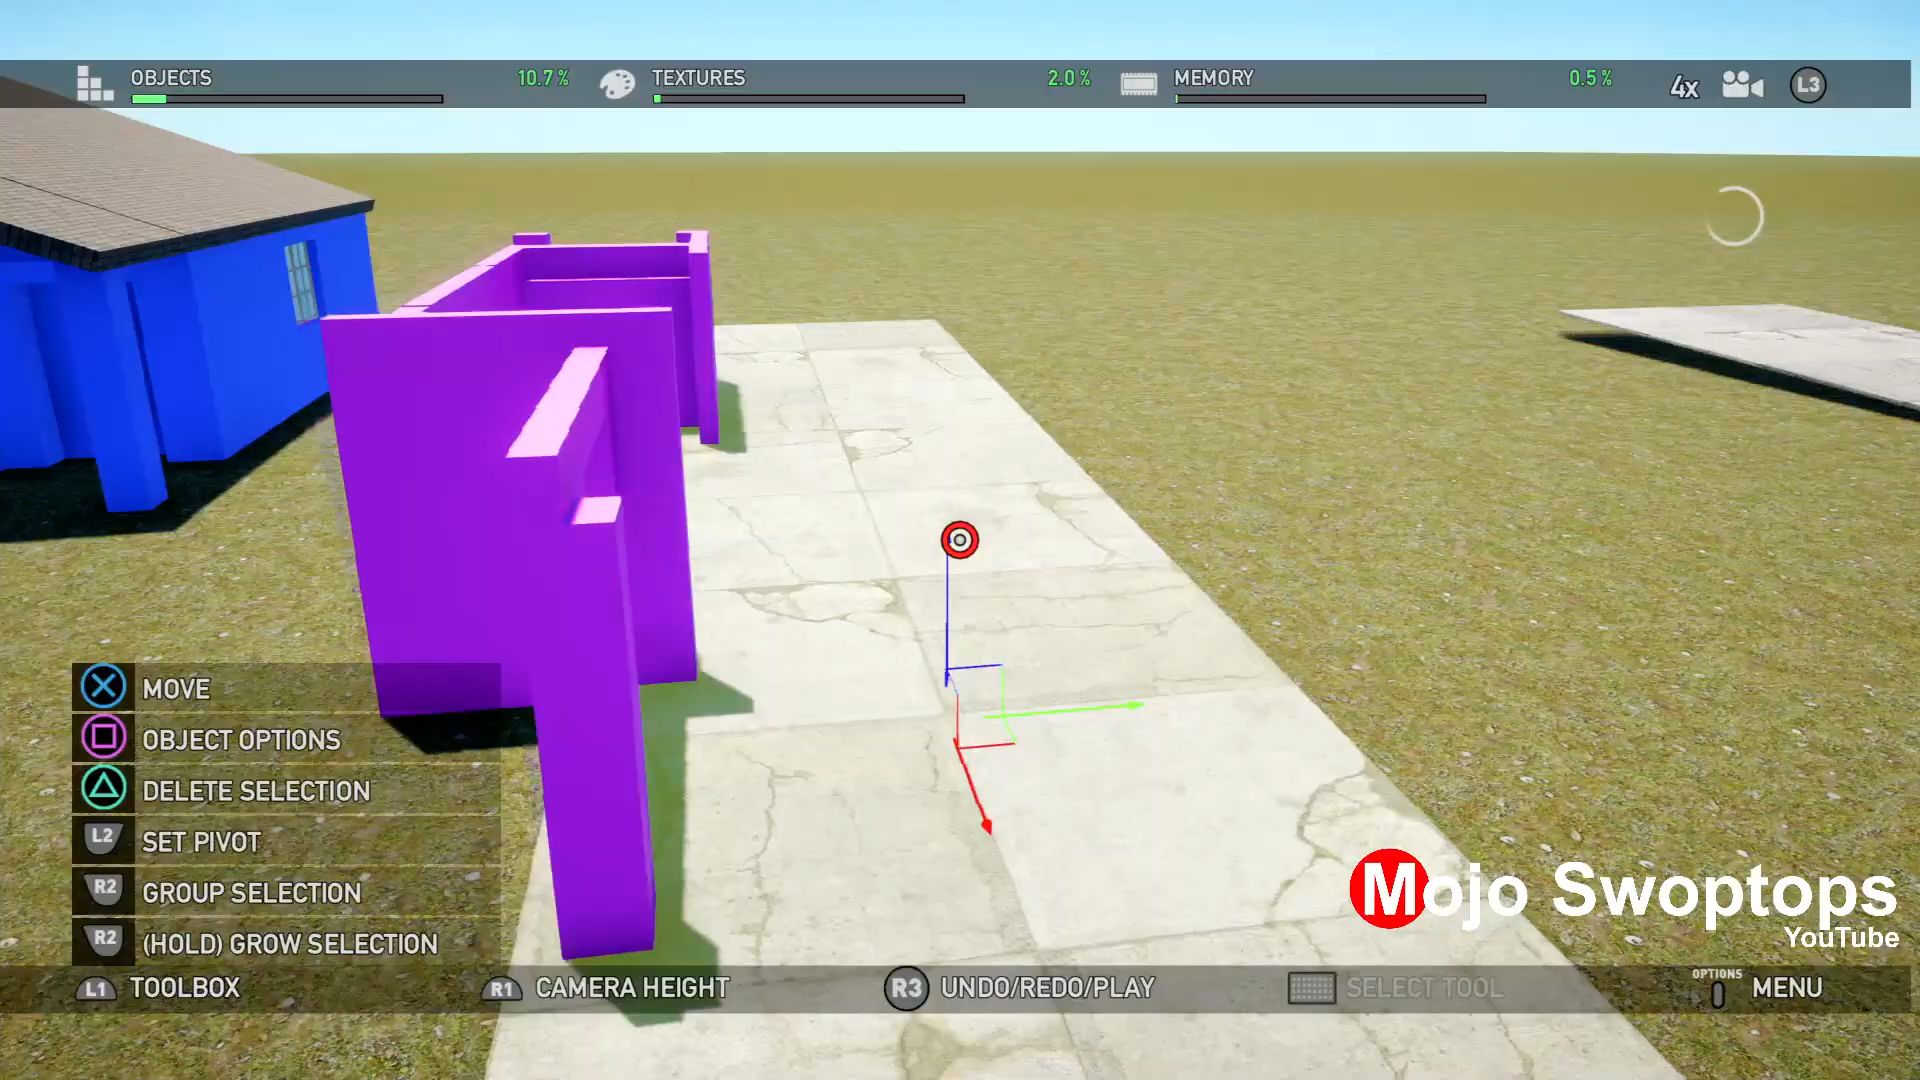 OBJECTS 10.7% TEXTURES 2.0% MEMORY 0.5% 4x L3
MOVE
OBJECT OPTIONS
DELETE SELECTION
L2 SET PIVOT
R2 GROUP SELECTION
R2 (HOLD) GROW SELECTION
Mojo Swoptops
YouTube
L1 TOOLBOX R1 CAMERA HEIGHT R3 UNDO/REDO/PLAY SELECT TOOL OPTIONS MENU